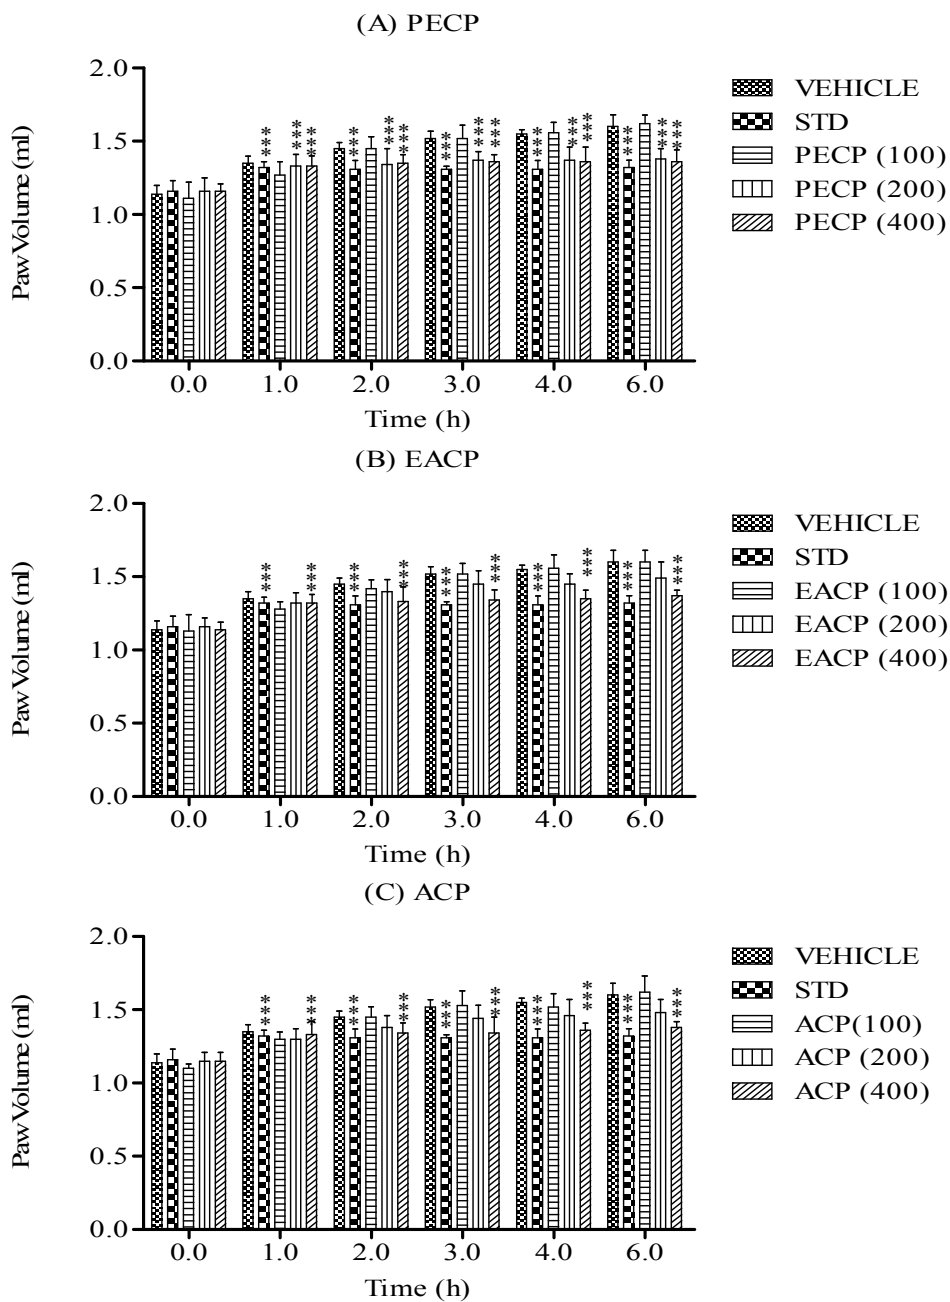 (A) PECP
2.0
1.5
1.0
0.5
0.0
Paw Volume (ml)
*** *** *** *** *** *** *** *** *** *** *** *** *** *** ***
0.0 1.0 2.0 3.0 4.0 6.0
Time (h)
VEHICLE
STD
PECP (100)
PECP (200)
PECP (400)
(B) EACP
2.0
1.5
1.0
0.5
0.0
Paw Volume (ml)
*** *** *** *** *** *** *** *** *** ***
0.0 1.0 2.0 3.0 4.0 6.0
Time (h)
VEHICLE
STD
EACP (100)
EACP (200)
EACP (400)
(C) ACP
2.0
1.5
1.0
0.5
0.0
Paw Volume (ml)
*** *** *** *** *** *** *** *** *** ***
0.0 1.0 2.0 3.0 4.0 6.0
Time (h)
VEHICLE
STD
ACP(100)
ACP (200)
ACP (400)